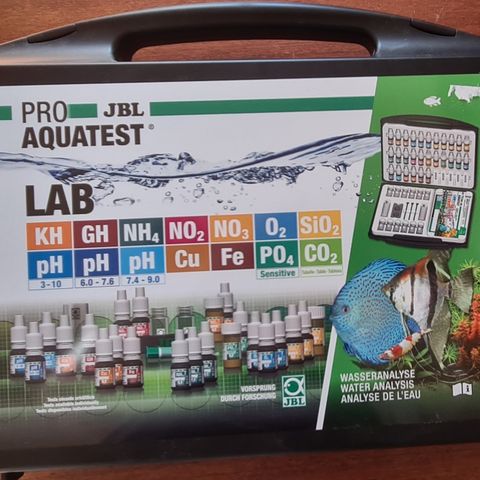 PRO JBL
AQUATEST®
LAB
KH GH NH4 NO2 NO3 O2 SiO2
pH pH pH Cu Fe PO4 CO2
3-10 6.0 - 7.6 7.4 - 9.0 Sensitive
VORSPRUNG
DURCH FORSCHUNG
JBL
WASSERANALYSE
WATER ANALYSIS
ANALYSE DE L'EAU